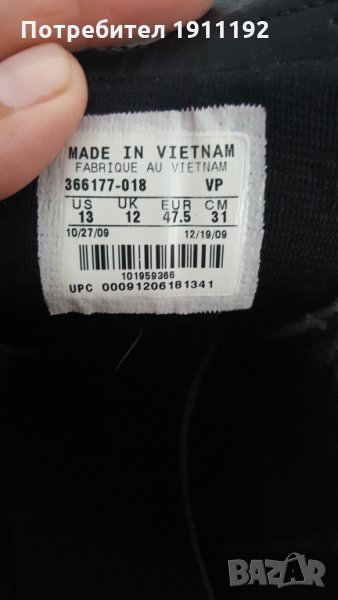 Потребител 1911192
MADE IN VIETNAM
FABRIQUE AU VIETNAM
366177-018 VP
US UK EUR CM
13 12 47.5 31
10/27/09 12/19/09
101959366
UPC 00091206181341
BAZAR